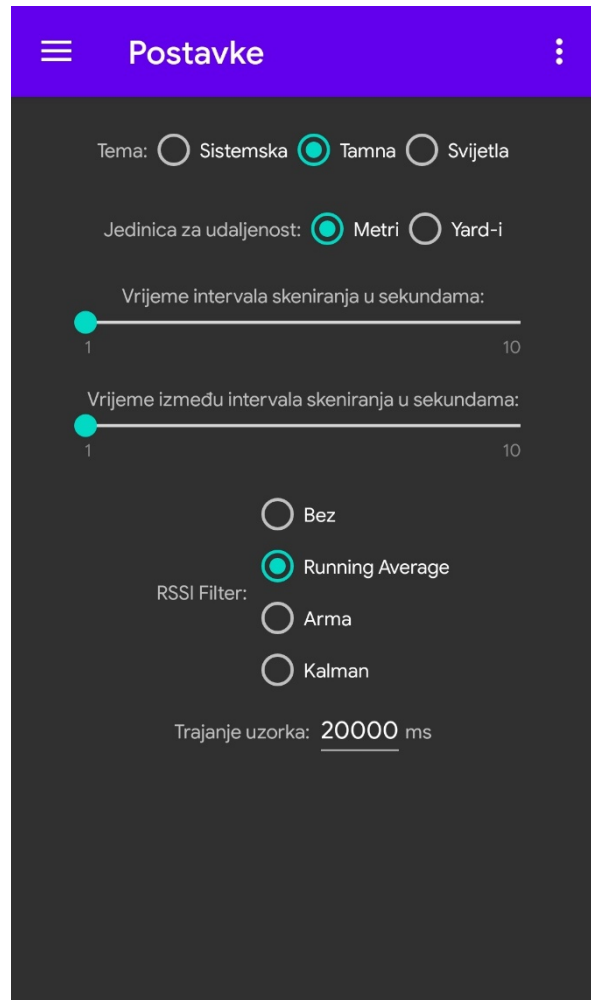 Postavke
Tema: Sistemska Tamna Svijetla
Jedinica za udaljenost: Metri Yard-i
Vrijeme intervala skeniranja u sekundama:
1 10
Vrijeme između intervala skeniranja u sekundama:
1 10
Bez
Running Average
RSSI Filter:
Arma
Kalman
Trajanje uzorka: 20000 ms